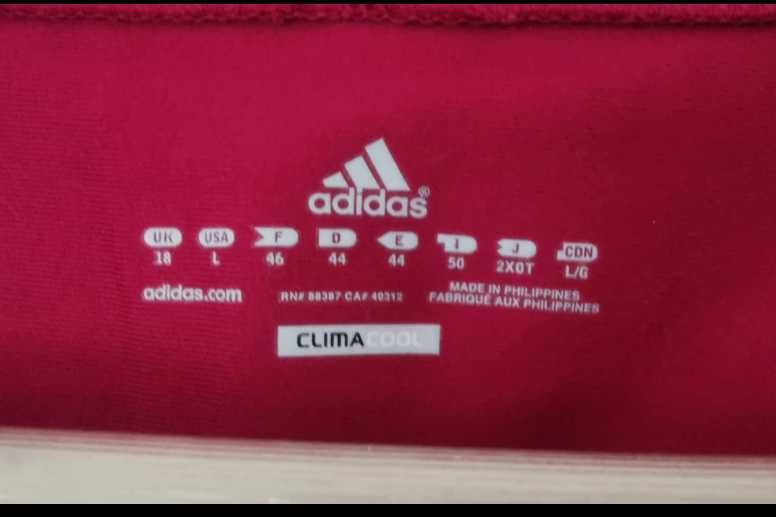 adidas®
UK USA F D E I J CDN
18 L 46 44 44 50 2XOT L/G
adidas.com RN# 88387 CA# 40312 MADE IN PHILIPPINES
FABRIQUÉ AUX PHILIPPINES
CLIMACOOL